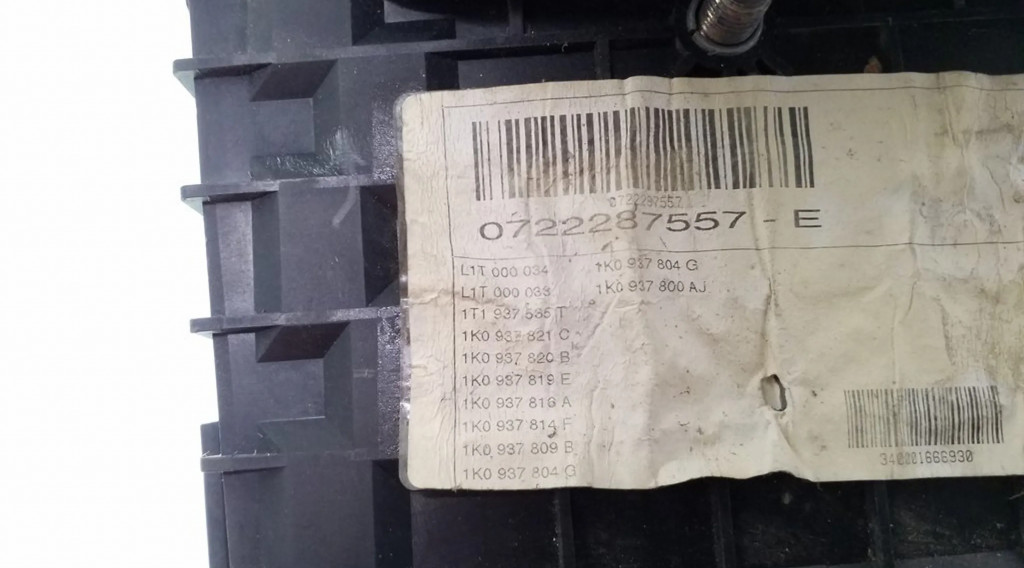 0722287557
0722287557 - E
L1T 000 034 1K0 937 804 G
L1T 000 033 1K0 937 800 AJ
1T1 937 585 T
1K0 937 821 C
1K0 937 820 B
1K0 937 819 E
1K0 937 816 A
1K0 937 814 F
1K0 937 809 B
1K0 937 804 G
340001666930